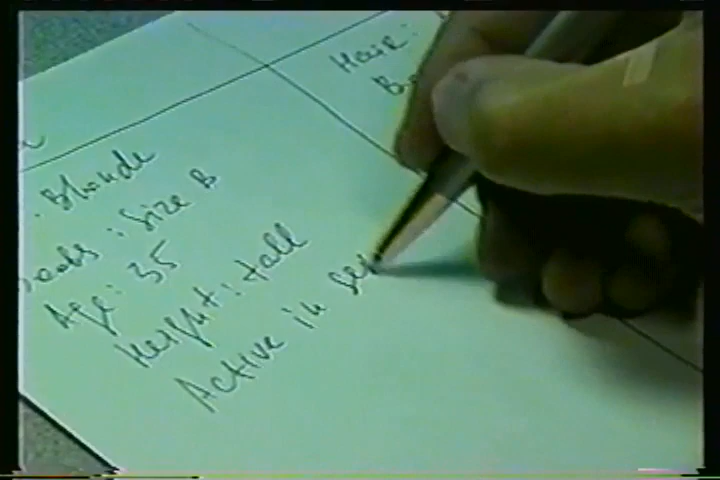 Hair:
: Blonde
: Size B
Age: 35
Height: tall
Active in